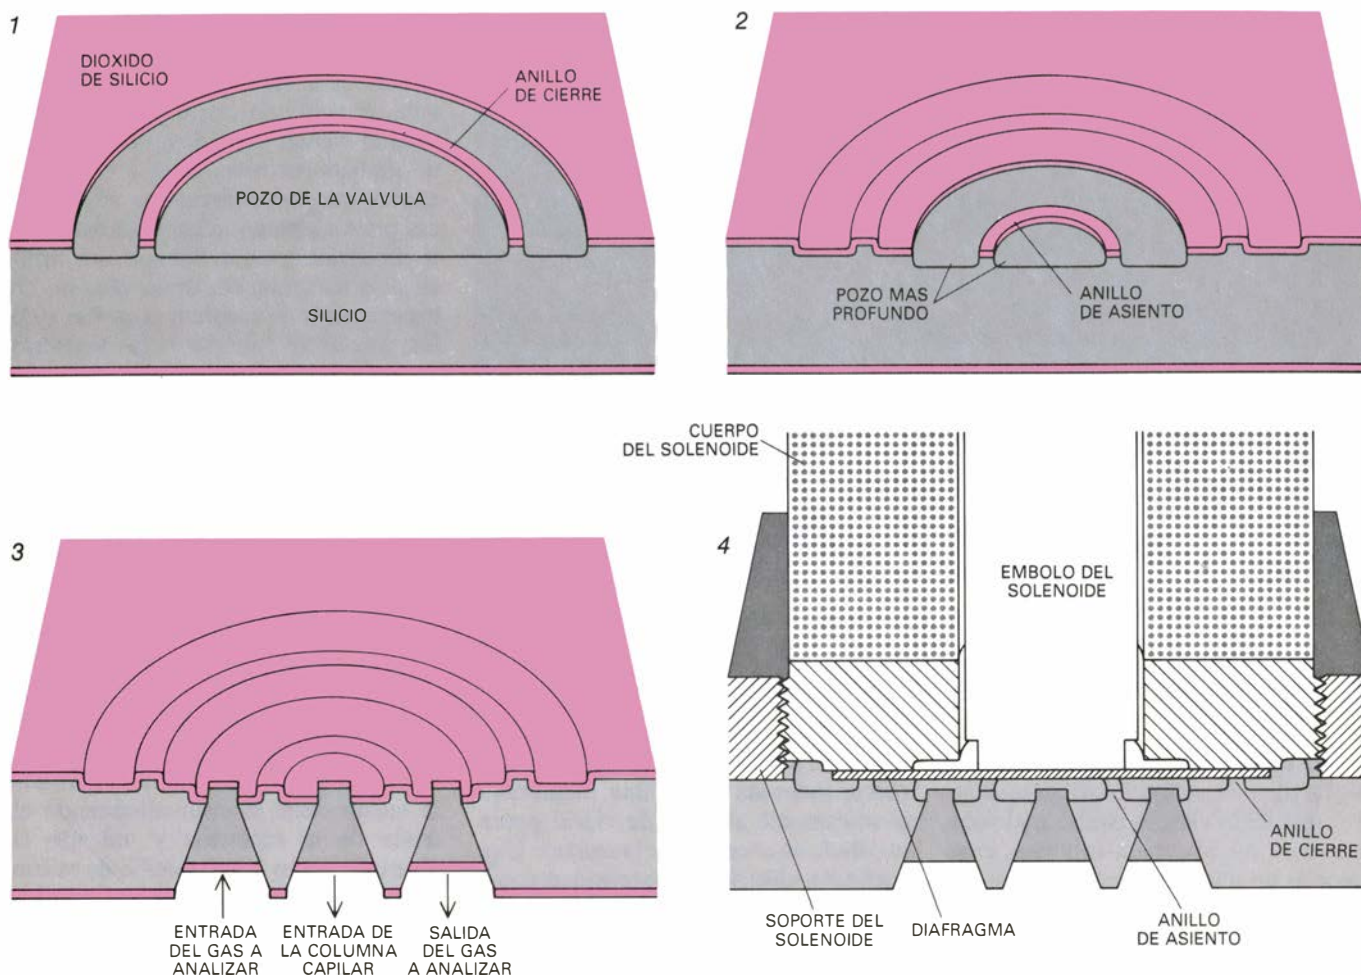 1
DIOXIDO
DE SILICIO
ANILLO
DE CIERRE
POZO DE LA VALVULA
SILICIO
2
POZO MAS
PROFUNDO
ANILLO
DE ASIENTO
3
ENTRADA
DEL GAS A
ANALIZAR
ENTRADA DE
LA COLUMNA
CAPILAR
SALIDA
DEL GAS
A ANALIZAR
4
CUERPO
DEL SOLENOIDE
EMBOLO DEL
SOLENOIDE
ANILLO
DE CIERRE
SOPORTE DEL
SOLENOIDE
DIAFRAGMA
ANILLO
DE ASIENTO